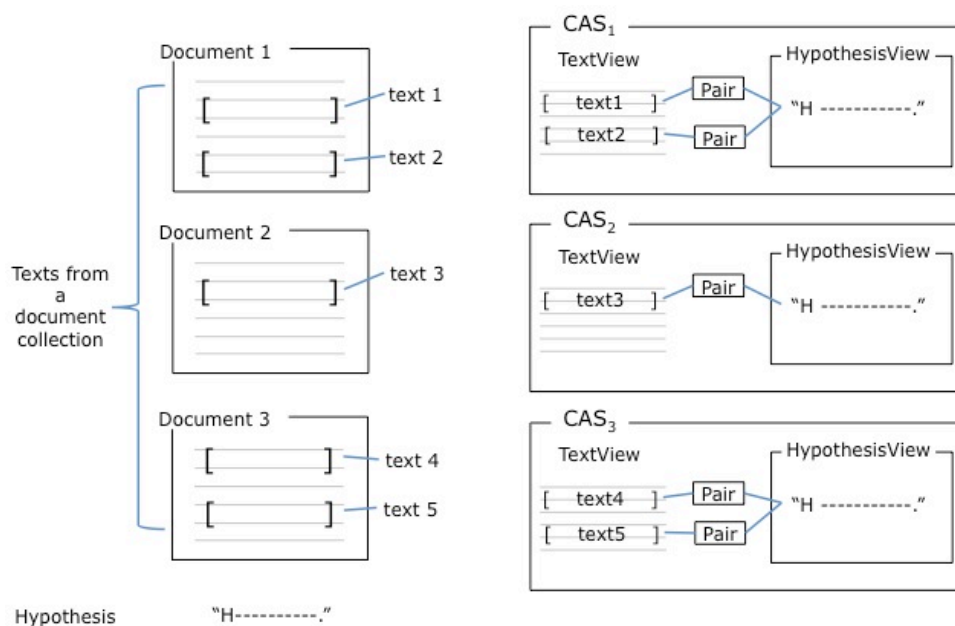 Document 1
text 1
[ ]
text 2
[ ]
Document 2
text 3
[ ]
Texts from
a
document
collection
Document 3
[ ]
text 4
[ ]
text 5
Hypothesis
“H----------.”
CAS1
TextView
HypothesisView
[ text1 ]
Pair
“H -----------.”
[ text2 ]
Pair
CAS2
TextView
HypothesisView
[ text3 ]
Pair
“H -----------.”
CAS3
TextView
HypothesisView
[ text4 ]
Pair
“H -----------.”
[ text5 ]
Pair